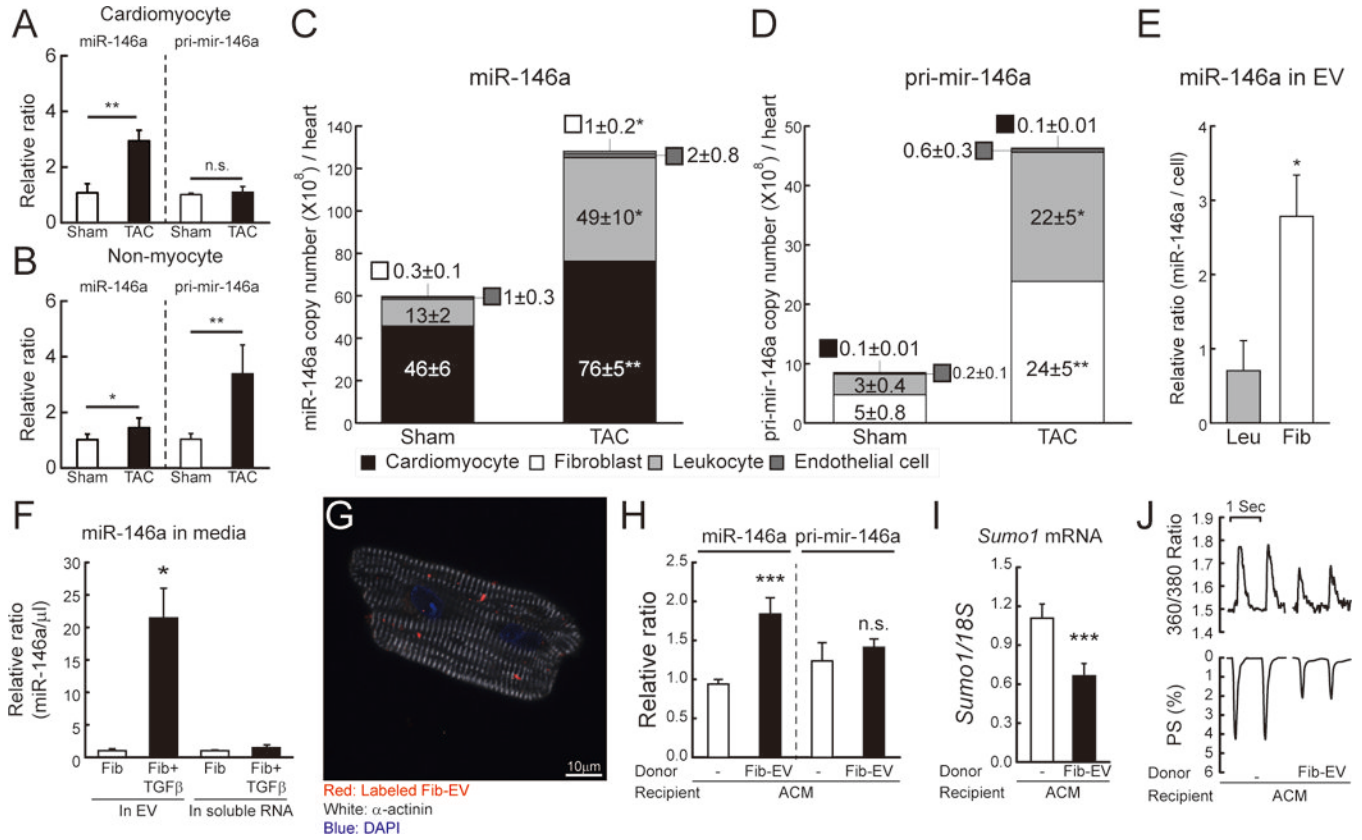 A
Cardiomyocyte
miR-146a
pri-mir-146a
Relative ratio
6
4
2
0
**
n.s.
Sham
TAC
Sham
TAC
B
Non-myocyte
miR-146a
pri-mir-146a
Relative ratio
6
4
2
0
*
**
Sham
TAC
Sham
TAC
C
miR-146a
miR-146a copy number (X10⁸) / heart
140
120
100
80
60
40
20
0
0.3±0.1
1±0.3
13±2
46±6
1±0.2*
2±0.8
49±10*
76±5**
Sham
TAC
D
pri-mir-146a
pri-mir-146a copy number (X10⁸) / heart
50
40
30
20
10
0
0.1±0.01
0.2±0.1
3±0.4
5±0.8
0.1±0.01
0.6±0.3
22±5*
24±5**
Sham
TAC
Cardiomyocyte
Fibroblast
Leukocyte
Endothelial cell
E
miR-146a in EV
Relative ratio (miR-146a / cell)
4
3
2
1
0
*
Leu
Fib
F
miR-146a in media
Relative ratio
(miR-146a/μl)
30
25
20
15
10
5
0
*
Fib
Fib+
TGFβ
Fib
Fib+
TGFβ
In EV
In soluble RNA
G
10μm
Red: Labeled Fib-EV
White: α-actinin
Blue: DAPI
H
miR-146a
pri-mir-146a
Relative ratio
2.5
2.0
1.5
1.0
0.5
0.0
***
n.s.
Donor
-
Fib-EV
-
Fib-EV
Recipient
ACM
I
Sumo1 mRNA
Sumo1/18S
1.5
1.2
0.9
0.6
0.3
0.0
***
Donor
-
Fib-EV
Recipient
ACM
J
1 Sec
360/380 Ratio
1.9
1.8
1.7
1.6
1.5
1.4
PS (%)
0
1
2
3
4
5
6
Donor
-
Fib-EV
Recipient
ACM